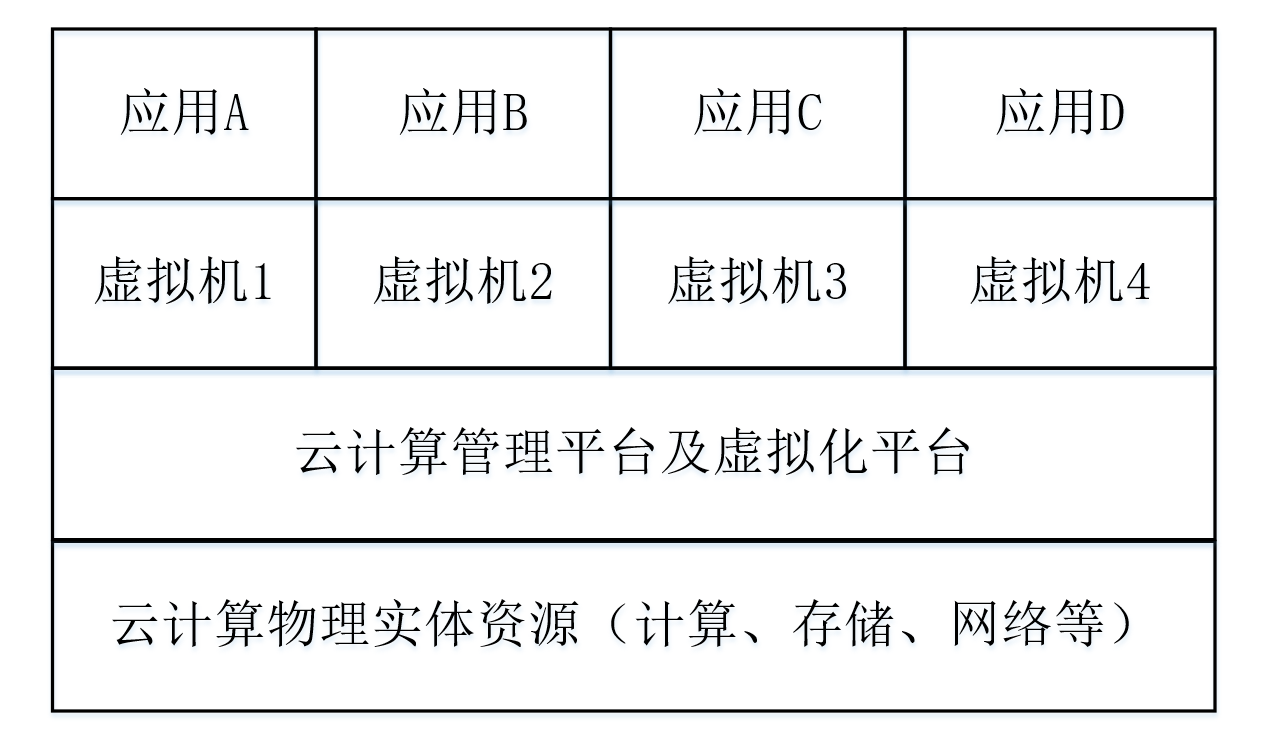 应用A 应用B 应用C 应用D
虚拟机1 虚拟机2 虚拟机3 虚拟机4
云计算管理平台及虚拟化平台
云计算物理实体资源（计算、存储、网络等）